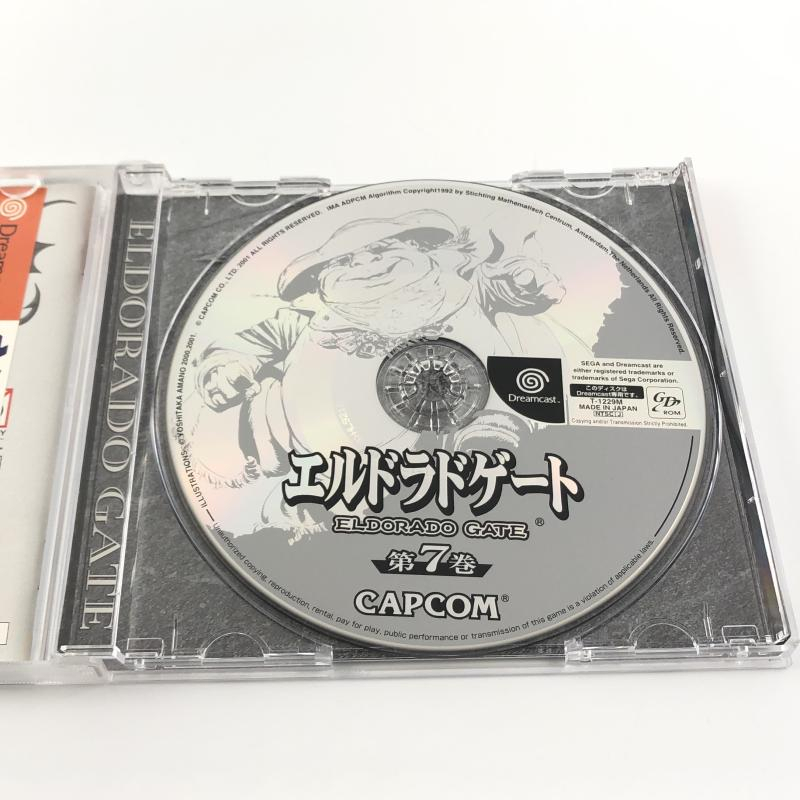 Dream
ELDORADO GATE
© CAPCOM CO., LTD. 2001 ALL RIGHTS RESERVED. IMA ADPCM Algorithm Copyright1992 by Stichting Mathematisch Centrum, Amsterdam, The Netherlands All Rights Reserved.
ILLUSTRATIONS: © YOSHITAKA AMANO 2000,2001.
SEGA and Dreamcast are
either registered trademarks or
trademarks of Sega Corporation.
Dreamcast
このディスクは
Dreamcast専用です。
T-1229M
MADE IN JAPAN
NTSC J
GD-ROM
Copying and/or Transmission Strictly Prohibited.
エルドラドゲート
ELDORADO GATE®
第7巻
CAPCOM®
Unauthorized copying, reproduction, rental, pay for play, public performance or transmission of this game is a violation of applicable laws.